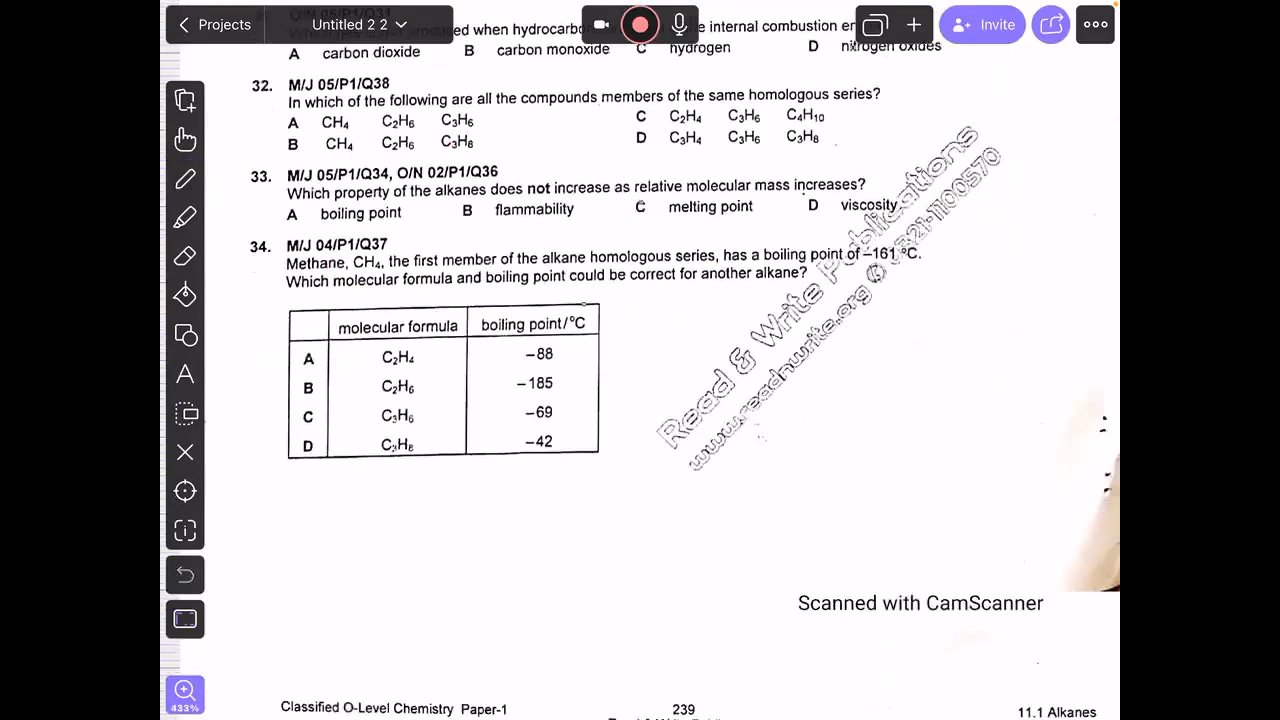 Projects
Untitled 2 2
Invite
produced when hydrocarbo
e internal combustion en
A carbon dioxide B carbon monoxide C hydrogen D nitrogen oxides
32. M/J 05/P1/Q38
In which of the following are all the compounds members of the same homologous series?
A CH₄ C₂H₆ C₃H₆ C C₂H₄ C₃H₆ C₄H₁₀
B CH₄ C₂H₆ C₃H₈ D C₃H₄ C₃H₆ C₃H₈
33. M/J 05/P1/Q34, O/N 02/P1/Q36
Which property of the alkanes does not increase as relative molecular mass increases?
A boiling point B flammability C melting point D viscosity
34. M/J 04/P1/Q37
Methane, CH₄, the first member of the alkane homologous series, has a boiling point of –161 °C.
Which molecular formula and boiling point could be correct for another alkane?
molecular formula boiling point/°C
A C₂H₄ –88
B C₂H₆ –185
C C₃H₆ –69
D C₃H₈ –42
Read & Write Publications
www.readnwrite.org
Scanned with CamScanner
433%
Classified O-Level Chemistry Paper-1 239 11.1 Alkanes